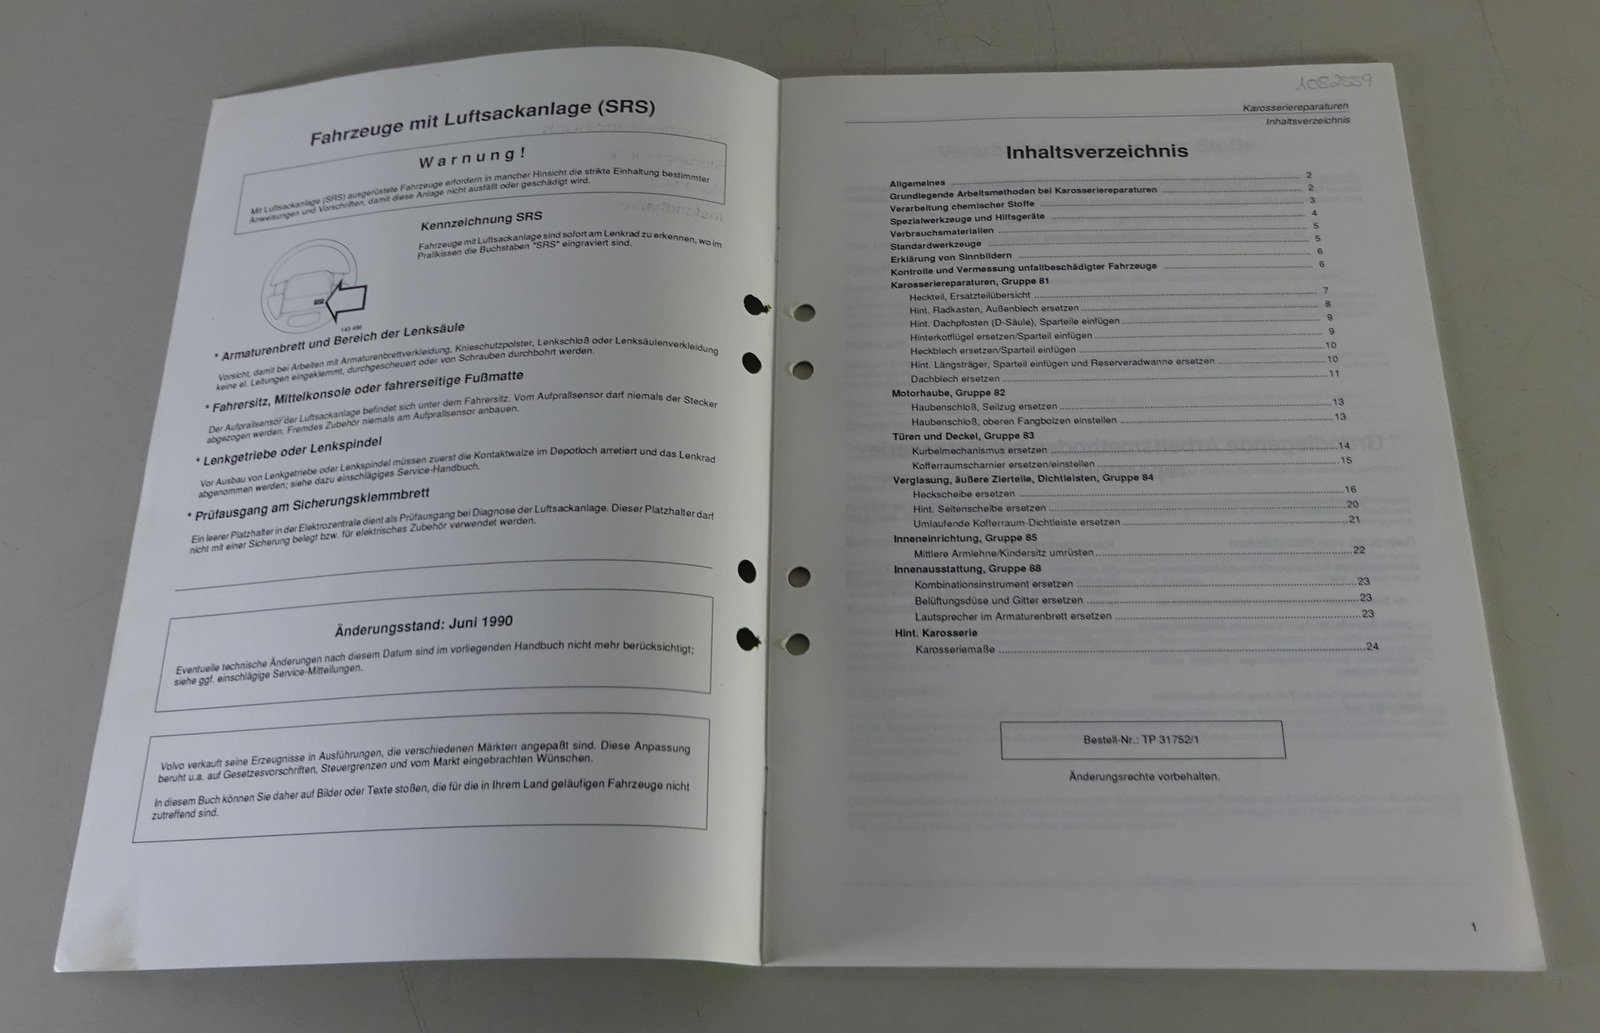 Fahrzeuge mit Luftsackanlage (SRS)
Warnung!
Mit Luftsackanlage (SRS) ausgerüstete Fahrzeuge erfordern in mancher Hinsicht die strikte Einhaltung bestimmter
Anweisungen und Vorschriften, damit diese Anlage nicht ausfällt oder geschädigt wird.
Kennzeichnung SRS
Fahrzeuge mit Luftsackanlage sind sofort am Lenkrad zu erkennen, wo im
Prallkissen die Buchstaben "SRS" eingraviert sind.
* Armaturenbrett und Bereich der Lenksäule
Vorsicht, damit bei Arbeiten mit Armaturenbrettverkleidung, Knieschutzpolster, Lenkschloß oder Lenksäulenverkleidung
keine el. Leitungen eingeklemmt, durchgescheuert oder von Schrauben durchbohrt werden.
* Fahrersitz, Mittelkonsole oder fahrerseitige Fußmatte
Der Aufprallsensor der Luftsackanlage befindet sich unter dem Fahrersitz. Vom Aufprallsensor darf niemals der Stecker
abgezogen werden. Fremdes Zubehör niemals am Aufprallsensor anbauen.
* Lenkgetriebe oder Lenkspindel
Vor Ausbau von Lenkgetriebe oder Lenkspindel müssen zuerst die Kontaktwalze im Depotloch arretiert und das Lenkrad
abgenommen werden; siehe dazu einschlägiges Service-Handbuch.
* Prüfausgang am Sicherungsklemmbrett
Ein leerer Platzhalter in der Elektrozentrale dient als Prüfausgang bei Diagnose der Luftsackanlage. Dieser Platzhalter darf
nicht mit einer Sicherung belegt bzw. für elektrisches Zubehör verwendet werden.
Änderungsstand: Juni 1990
Eventuelle technische Änderungen nach diesem Datum sind im vorliegenden Handbuch nicht mehr berücksichtigt;
siehe ggf. einschlägige Service-Mitteilungen.
Volvo verkauft seine Erzeugnisse in Ausführungen, die verschiedenen Märkten angepaßt sind. Diese Anpassung
beruht u.a. auf Gesetzesvorschriften, Steuergrenzen und vom Markt eingebrachten Wünschen.
In diesem Buch können Sie daher auf Bilder oder Texte stoßen, die für die in Ihrem Land geläufigen Fahrzeuge nicht
zutreffend sind.
1082559
Karosseriereparaturen
Inhaltsverzeichnis
Inhaltsverzeichnis
Allgemeines 2
Grundlegende Arbeitsmethoden bei Karosseriereparaturen 2
Verarbeitung chemischer Stoffe 3
Spezialwerkzeuge und Hilfsgeräte 4
Verbrauchsmaterialien 5
Standardwerkzeuge 5
Erklärung von Sinnbildern 6
Kontrolle und Vermessung unfallbeschädigter Fahrzeuge 6
Karosseriereparaturen, Gruppe 81
Heckteil, Ersatzteilübersicht 7
Hint. Radkasten, Außenblech ersetzen 8
Hint. Dachpfosten (D-Säule), Sparteile einfügen 9
Hinterkotflügel ersetzen/Sparteil einfügen 9
Heckblech ersetzen/Sparteil einfügen 10
Hint. Längsträger, Sparteil einfügen und Reserveradwanne ersetzen 10
Dachblech ersetzen 11
Motorhaube, Gruppe 82
Haubenschloß, Seilzug ersetzen 13
Haubenschloß, oberen Fangbolzen einstellen 13
Türen und Deckel, Gruppe 83
Kurbelmechanismus ersetzen 14
Kofferraumscharnier ersetzen/einstellen 15
Verglasung, äußere Zierteile, Dichtleisten, Gruppe 84
Heckscheibe ersetzen 16
Hint. Seitenscheibe ersetzen 20
Umlaufende Kofferraum-Dichtleiste ersetzen 21
Inneneinrichtung, Gruppe 85
Mittlere Armlehne/Kindersitz umrüsten 22
Innenausstattung, Gruppe 88
Kombinationsinstrument ersetzen 23
Belüftungsdüse und Gitter ersetzen 23
Lautsprecher im Armaturenbrett ersetzen 23
Hint. Karosserie
Karosseriemaße 24
Bestell-Nr.: TP 31752/1
Änderungsrechte vorbehalten.
1